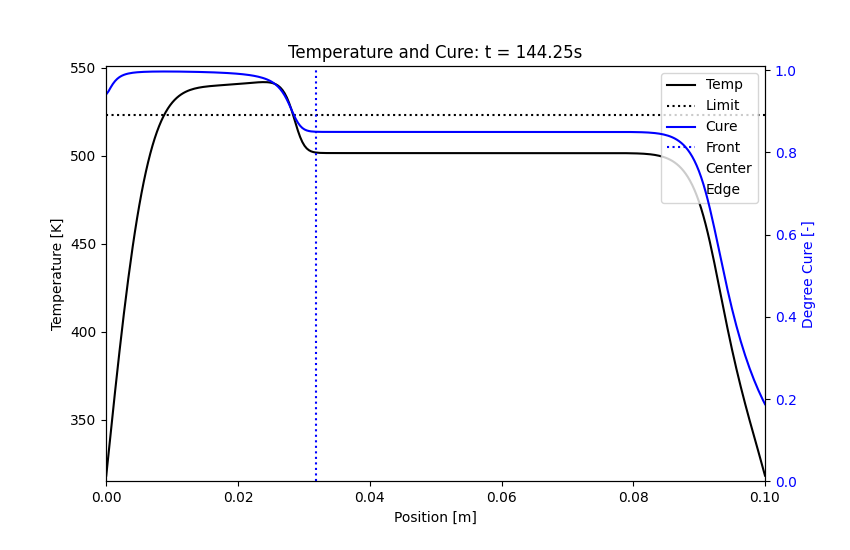 Temperature and Cure: t = 144.25s
550
500
450
400
350
Temperature [K]
1.0
0.8
0.6
0.4
0.2
0.0
Degree Cure [-]
Temp
Limit
Cure
Front
Center
Edge
0.00
0.02
0.04
0.06
0.08
0.10
Position [m]